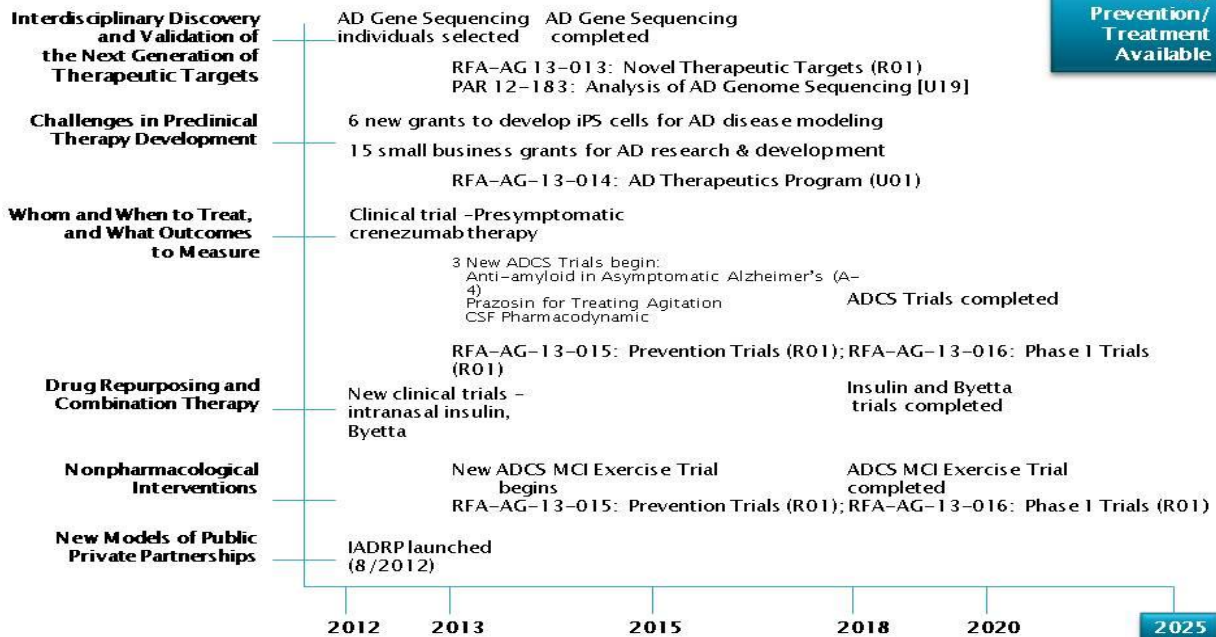 Interdisciplinary Discovery
and Validation of
the Next Generation of
Therapeutic Targets
AD Gene Sequencing
individuals selected
AD Gene Sequencing
completed
Prevention/
Treatment
Available
RFA-AG 13-013: Novel Therapeutic Targets (R01)
PAR 12-183: Analysis of AD Genome Sequencing [U19]
Challenges in Preclinical
Therapy Development
6 new grants to develop iPS cells for AD disease modeling
15 small business grants for AD research & development
RFA-AG-13-014: AD Therapeutics Program (U01)
Whom and When to Treat,
and What Outcomes
to Measure
Clinical trial -Presymptomatic
crenezumab therapy
3 New ADCS Trials begin:
Anti-amyloid in Asymptomatic Alzheimer's (A-
4)
Prazosin for Treating Agitation
CSF Pharmacodynamic
ADCS Trials completed
RFA-AG-13-015: Prevention Trials (R01); RFA-AG-13-016: Phase I Trials
(R01)
Drug Repurposing and
Combination Therapy
New clinical trials -
intranasal insulin,
Byetta
Insulin and Byetta
trials completed
Nonpharmacological
Interventions
New ADCS MCI Exercise Trial
begins
ADCS MCI Exercise Trial
completed
RFA-AG-13-015: Prevention Trials (R01); RFA-AG-13-016: Phase I Trials (R01)
New Models of Public
Private Partnerships
IADRP launched
(8/2012)
2012 2013 2015 2018 2020 2025